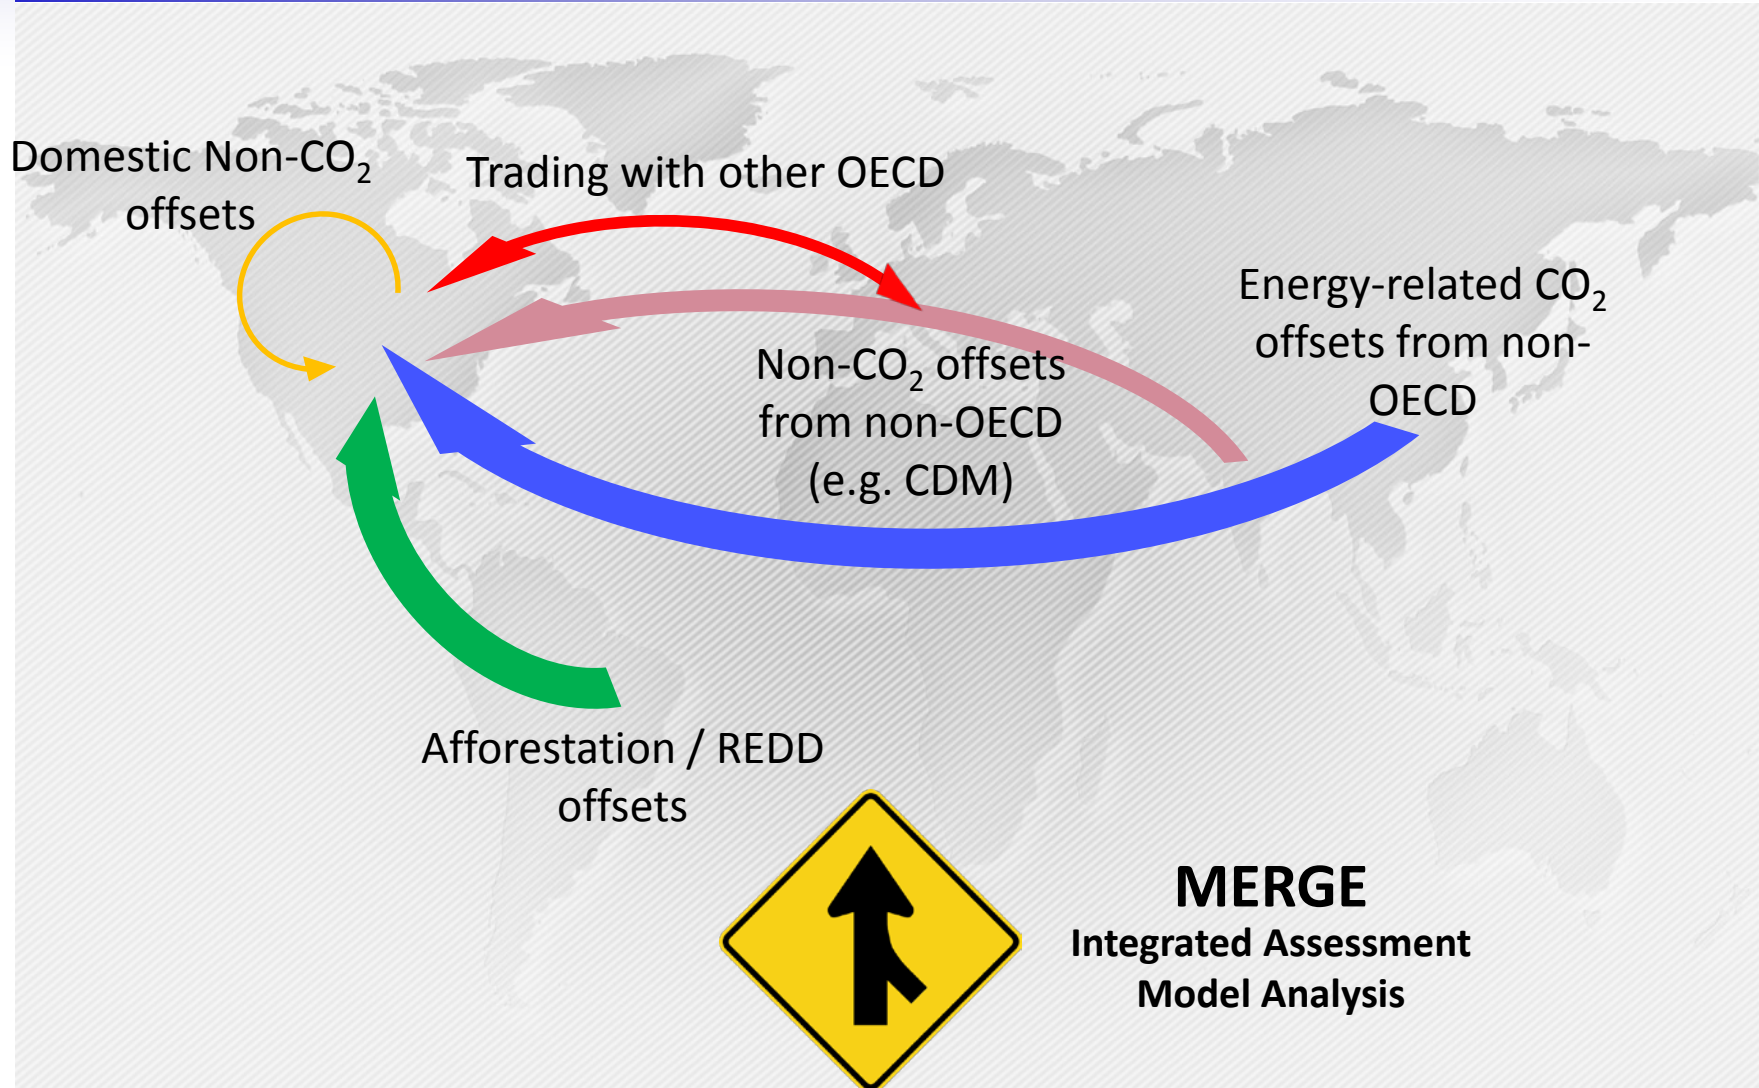 Domestic Non-CO₂
offsets
Trading with other OECD
Energy-related CO₂
offsets from non-
OECD
Non-CO₂ offsets
from non-OECD
(e.g. CDM)
Afforestation / REDD
offsets
MERGE
Integrated Assessment
Model Analysis